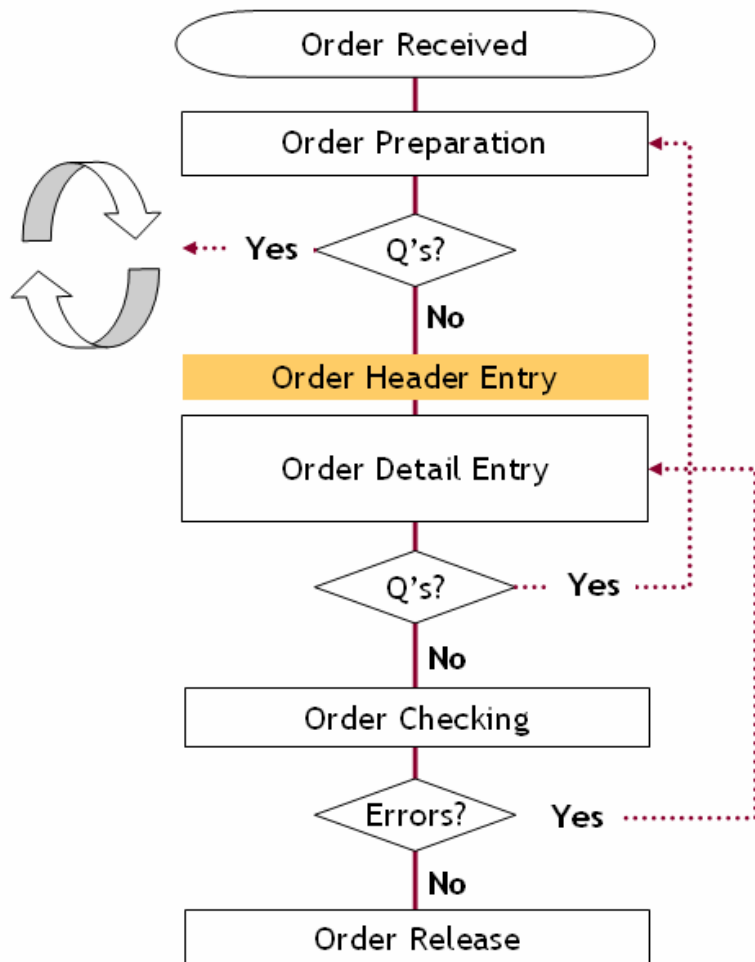 Order Received
Order Preparation
Yes
Q's?
No
Order Header Entry
Order Detail Entry
Q's?
Yes
No
Order Checking
Errors?
Yes
No
Order Release